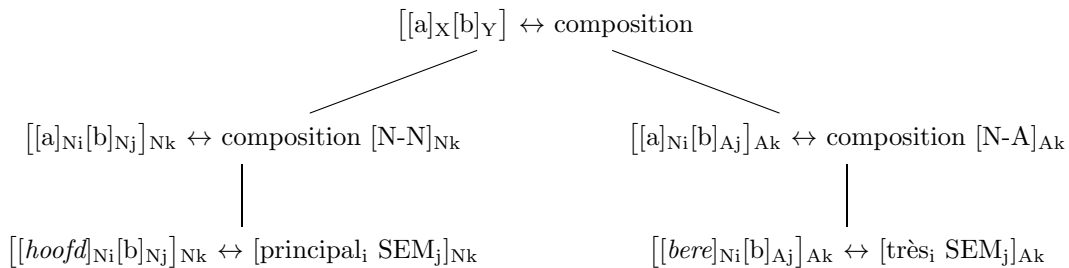 [[a]X[b]Y] ↔ composition
[[a]Ni[b]Nj]Nk ↔ composition [N-N]Nk
[[a]Ni[b]Aj]Ak ↔ composition [N-A]Ak
[[hoofd]Ni[b]Nj]Nk ↔ [principali SEMj]Nk
[[bere]Ni[b]Aj]Ak ↔ [trèsi SEMj]Ak